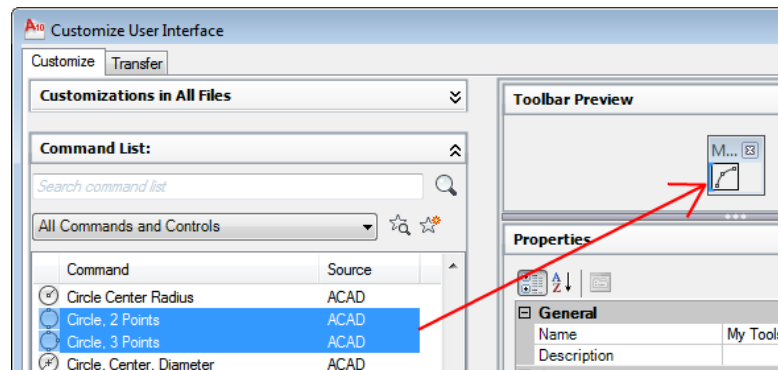 A10 Customize User Interface
Customize Transfer
Customizations in All Files
Command List:
Search command list
All Commands and Controls
Command Source
Circle Center Radius ACAD
Circle, 2 Points ACAD
Circle, 3 Points ACAD
Circle, Center, Diameter ACAD
Toolbar Preview
M...
Properties
A
Z
General
Name My Tools
Description